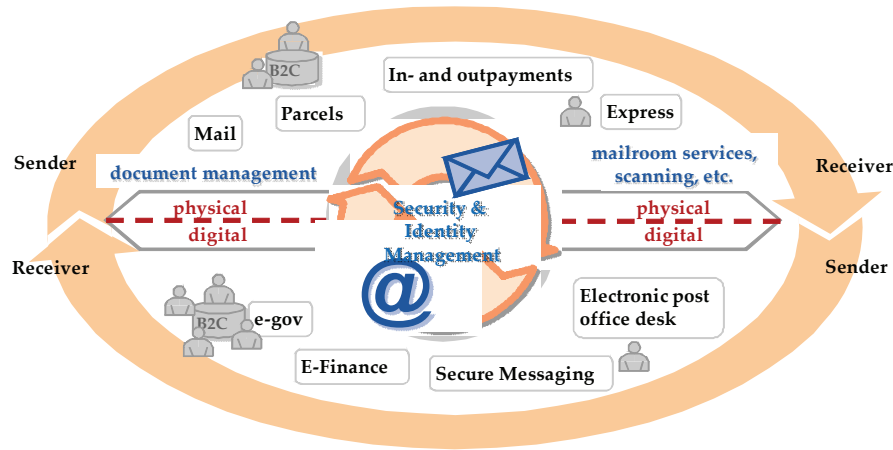 B2C
In- and outpayments
Parcels
Express
Mail
Sender
document management
mailroom services,
scanning, etc.
Receiver
physical
digital
Security &
Identity
Management
physical
digital
Receiver
Sender
@
B2C
e-gov
Electronic post
office desk
E-Finance
Secure Messaging